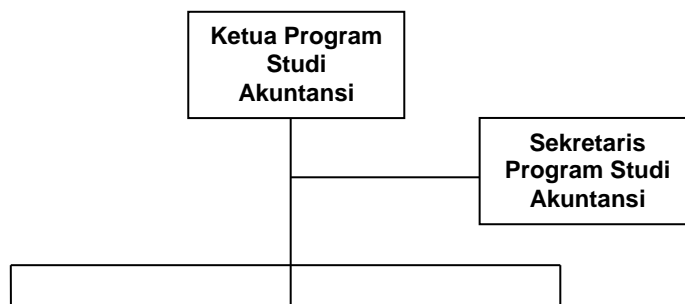 Ketua Program
Studi
Akuntansi
Sekretaris
Program Studi
Akuntansi